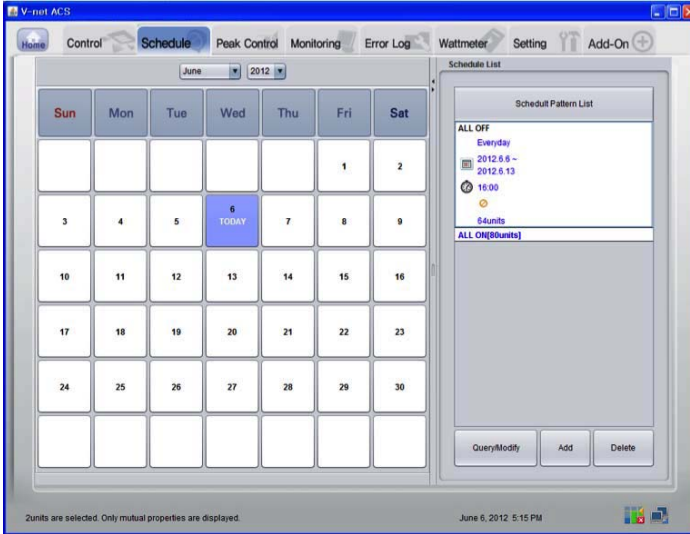 V-net ACS
Home Control Schedule Peak Control Monitoring Error Log Wattmeter Setting Add-On
June 2012
Sun Mon Tue Wed Thu Fri Sat
1 2
3 4 5 6 7 8 9
TODAY
10 11 12 13 14 15 16
17 18 19 20 21 22 23
24 25 26 27 28 29 30
Schedule List
Schedult Pattern List
ALL OFF
Everyday
2012.6.6 ~
2012.6.13
16:00
64units
ALL ON[80units]
Query/Modify Add Delete
2units are selected. Only mutual properties are displayed.
June 6, 2012 5:15 PM